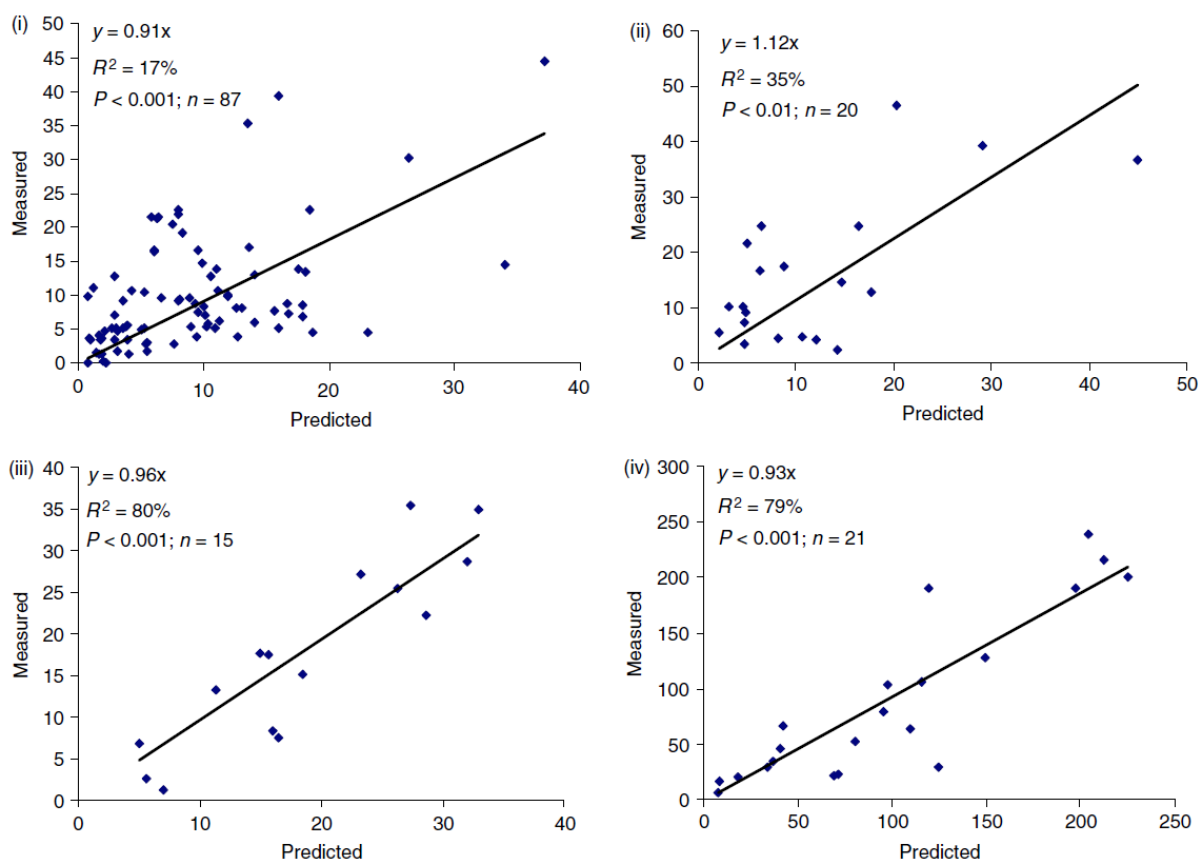 (i)
y = 0.91x
R² = 17%
P < 0.001; n = 87
50
45
40
35
30
25
20
15
10
5
0
Measured
0 10 20 30 40
Predicted
(ii)
y = 1.12x
R² = 35%
P < 0.01; n = 20
60
50
40
30
20
10
0
Measured
0 10 20 30 40 50
Predicted
(iii)
y = 0.96x
R² = 80%
P < 0.001; n = 15
40
35
30
25
20
15
10
5
0
Measured
0 10 20 30 40
Predicted
(iv)
y = 0.93x
R² = 79%
P < 0.001; n = 21
300
250
200
150
100
50
0
Measured
0 50 100 150 200 250
Predicted